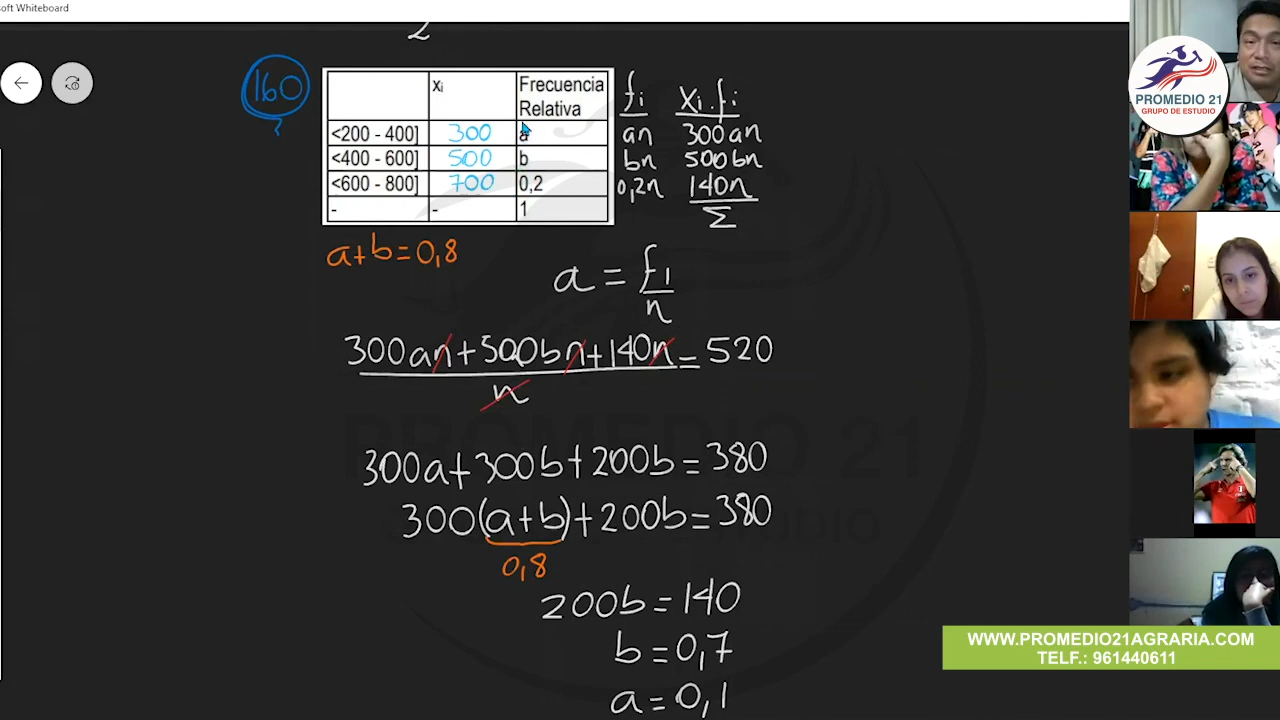 soft Whiteboard
2
160
xi Frecuencia Relativa fi Xi.fi
<200 - 400] 300 a an 300an
<400 - 600] 500 b bn 500bn
<600 - 800] 700 0,2 0,2n 140n
- - 1 Σ
a+b=0,8
a = f1/n
300an+500bn+140n = 520
n
300a+300b+200b=380
300(a+b)+200b=380
0,8
200b=140
b=0,7
a=0,1
PROMEDIO 21
GRUPO DE ESTUDIO
PROMEDIO 21
WWW.PROMEDIO21AGRARIA.COM
TELF.: 961440611